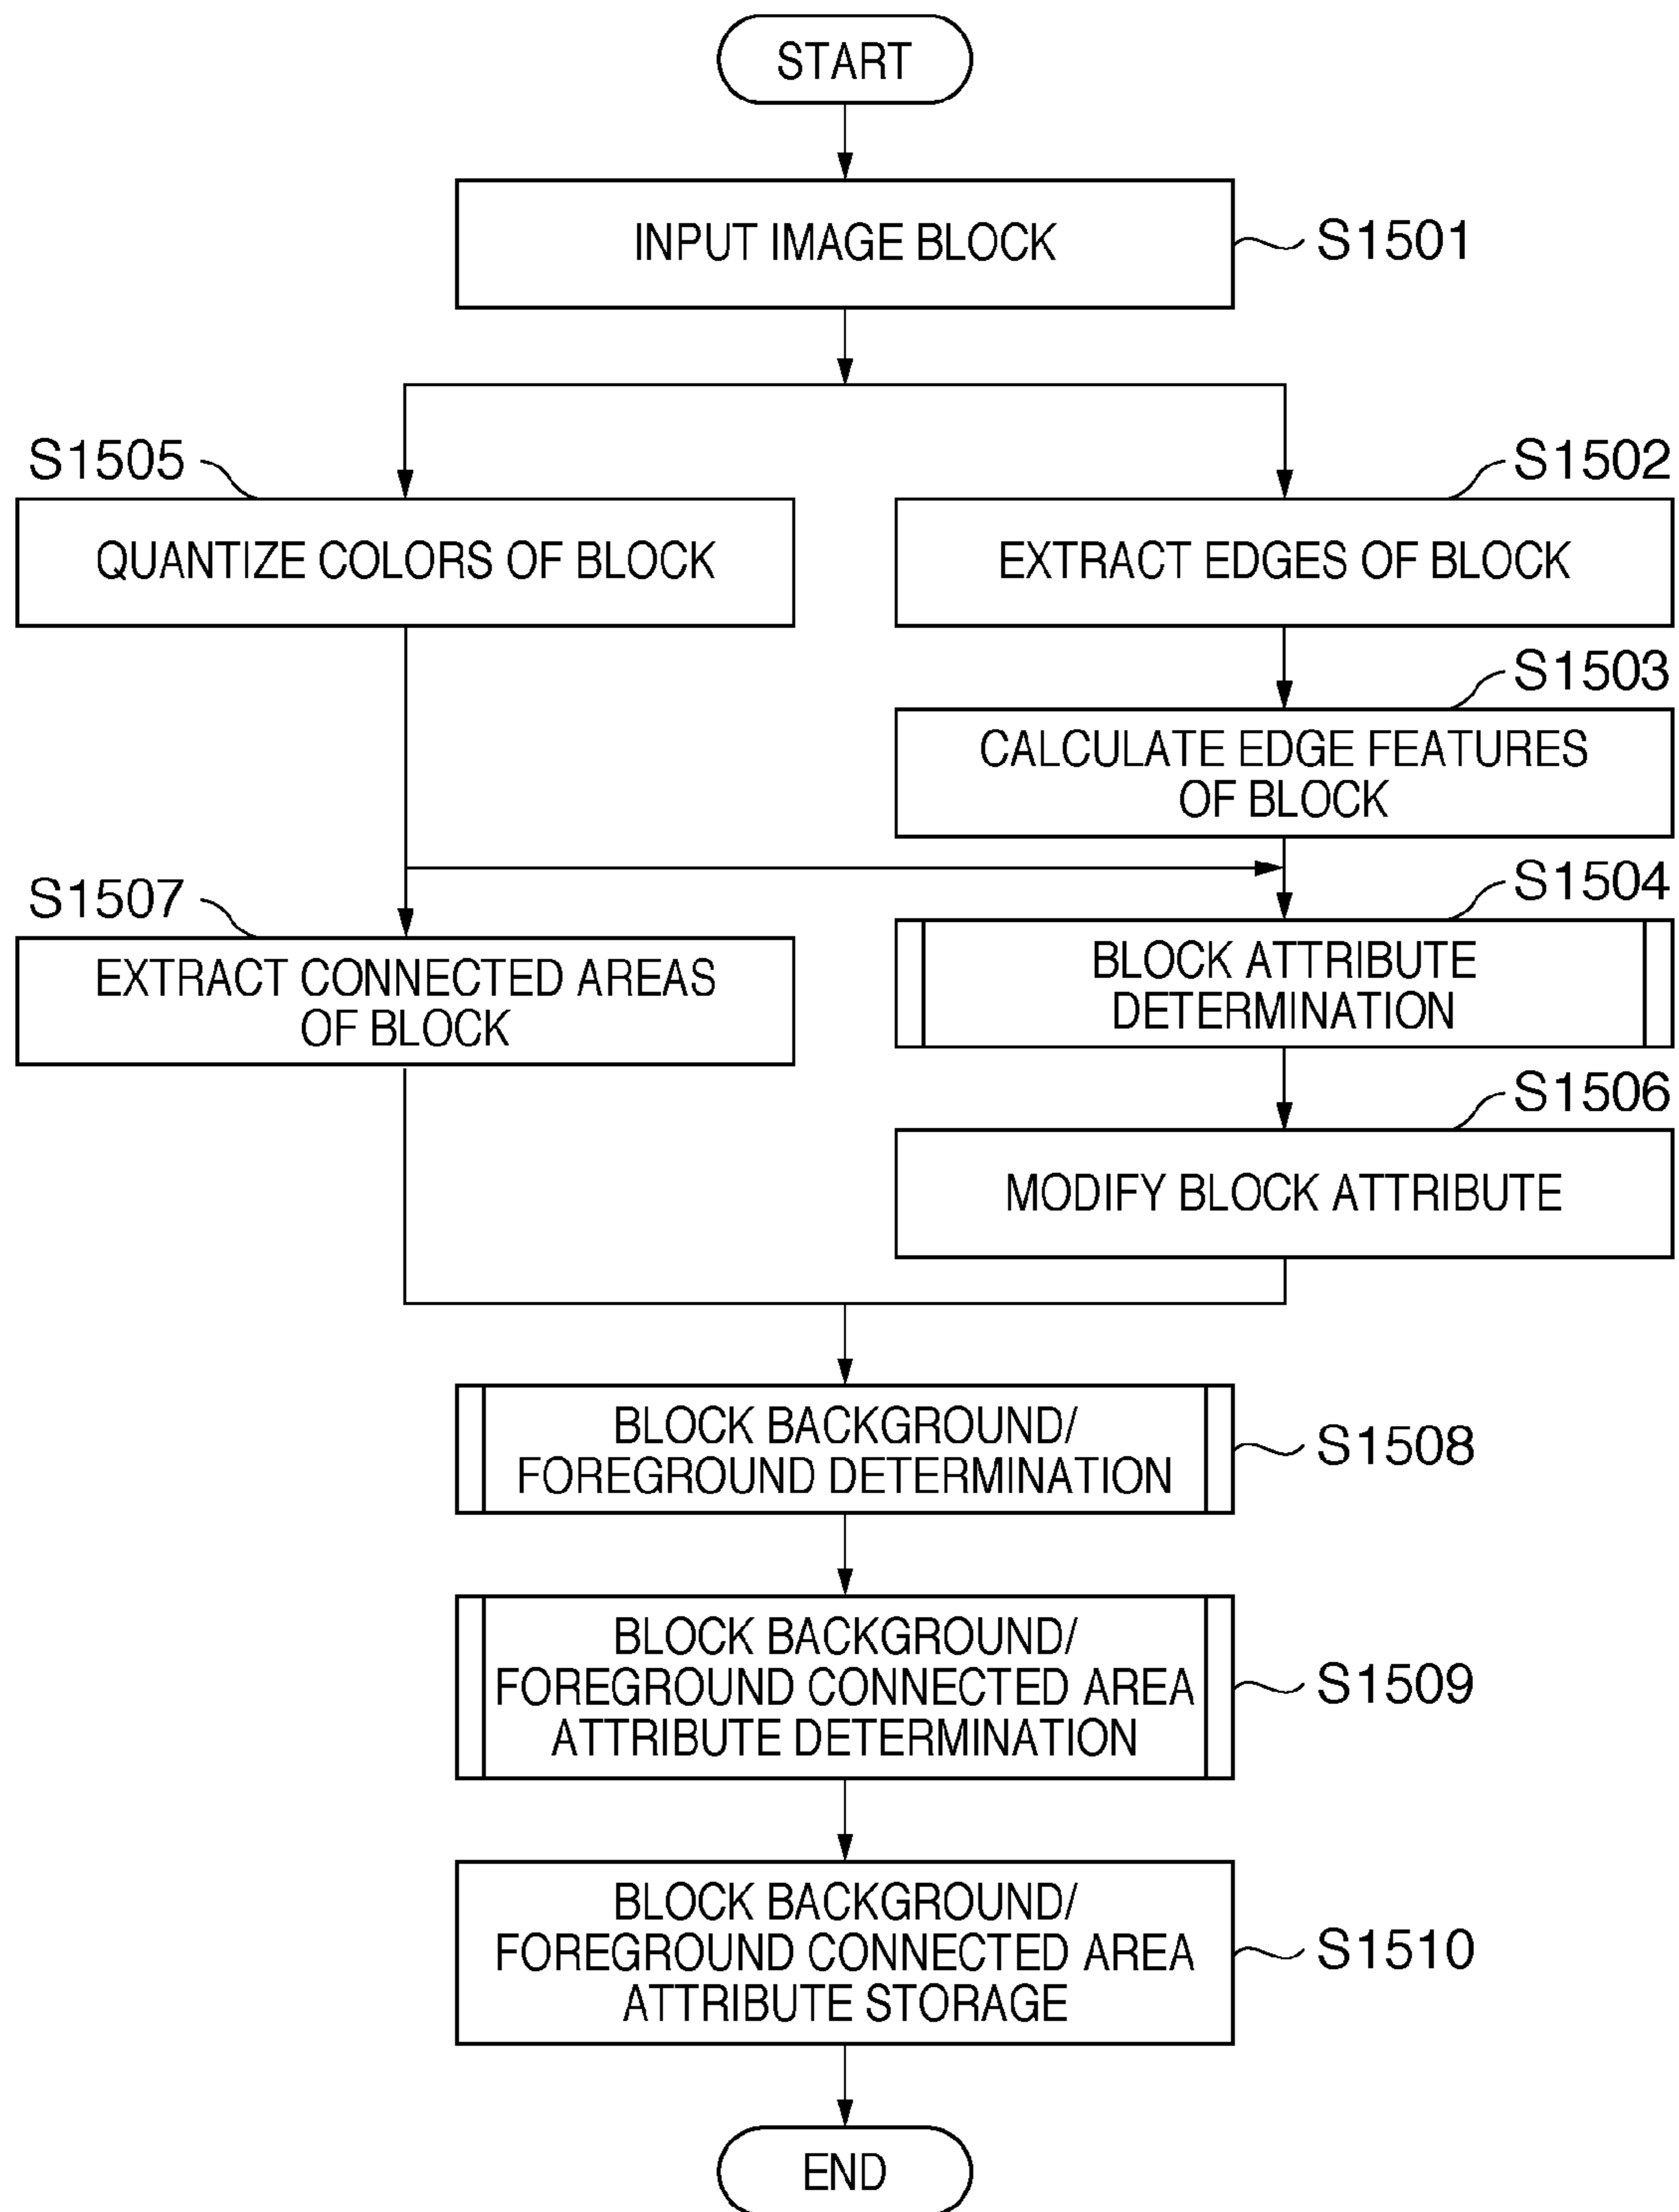 START
INPUT IMAGE BLOCK
S1501
S1505
S1502
QUANTIZE COLORS OF BLOCK
EXTRACT EDGES OF BLOCK
S1503
CALCULATE EDGE FEATURES
OF BLOCK
S1507
S1504
EXTRACT CONNECTED AREAS
OF BLOCK
BLOCK ATTRIBUTE
DETERMINATION
S1506
MODIFY BLOCK ATTRIBUTE
BLOCK BACKGROUND/
FOREGROUND DETERMINATION
S1508
BLOCK BACKGROUND/
FOREGROUND CONNECTED AREA
ATTRIBUTE DETERMINATION
S1509
BLOCK BACKGROUND/
FOREGROUND CONNECTED AREA
ATTRIBUTE STORAGE
S1510
END